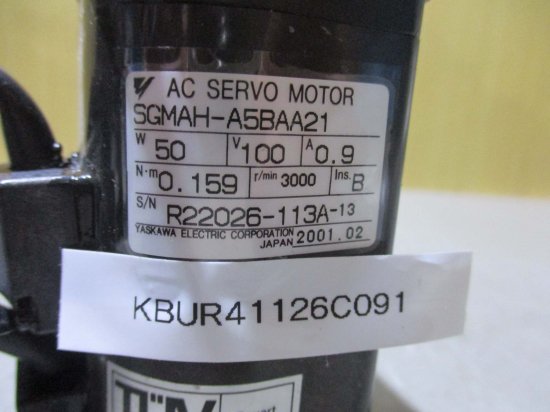 AC SERVO MOTOR
SGMAH-A5BAA21
W 50 V 100 A 0.9
N·m 0.159 r/min 3000 Ins. B
S/N R22026-113A-13
YASKAWA ELECTRIC CORPORATION
JAPAN 2001.02
KBUR41126C091
TÜV